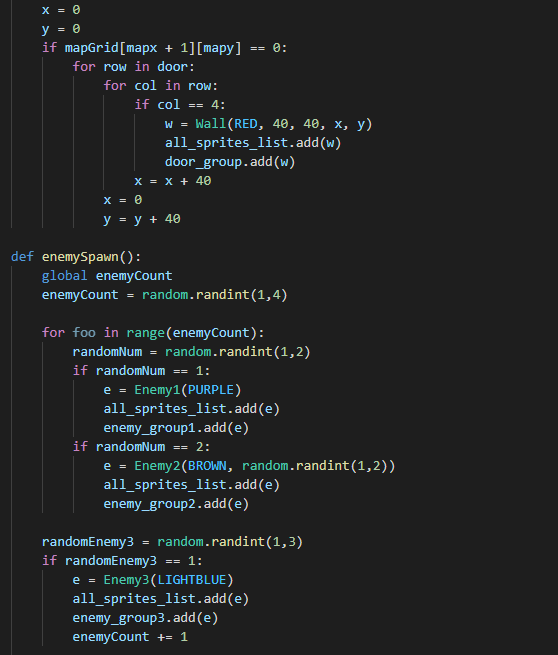 x = 0
y = 0
if mapGrid[mapx + 1][mapy] == 0:
for row in door:
for col in row:
if col == 4:
w = Wall(RED, 40, 40, x, y)
all_sprites_list.add(w)
door_group.add(w)
x = x + 40
x = 0
y = y + 40
def enemySpawn():
global enemyCount
enemyCount = random.randint(1,4)
for foo in range(enemyCount):
randomNum = random.randint(1,2)
if randomNum == 1:
e = Enemy1(PURPLE)
all_sprites_list.add(e)
enemy_group1.add(e)
if randomNum == 2:
e = Enemy2(BROWN, random.randint(1,2))
all_sprites_list.add(e)
enemy_group2.add(e)
randomEnemy3 = random.randint(1,3)
if randomEnemy3 == 1:
e = Enemy3(LIGHTBLUE)
all_sprites_list.add(e)
enemy_group3.add(e)
enemyCount += 1